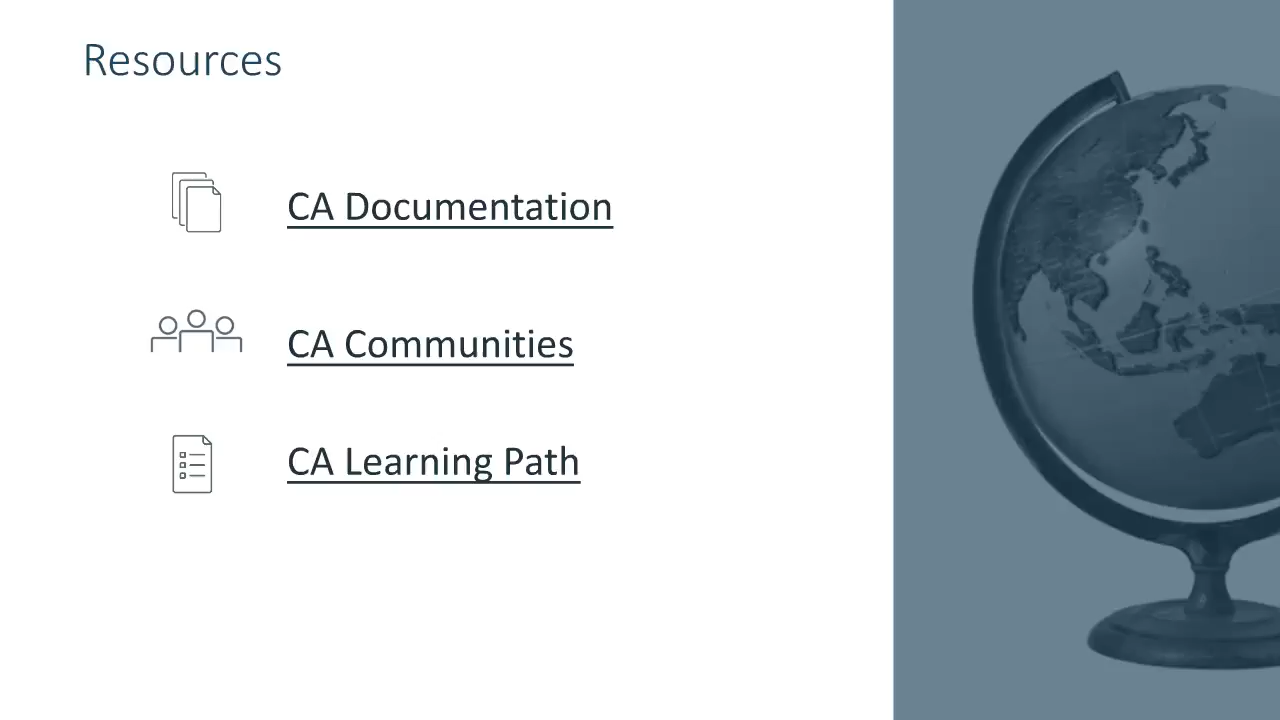 Resources
CA Documentation
CA Communities
CA Learning Path